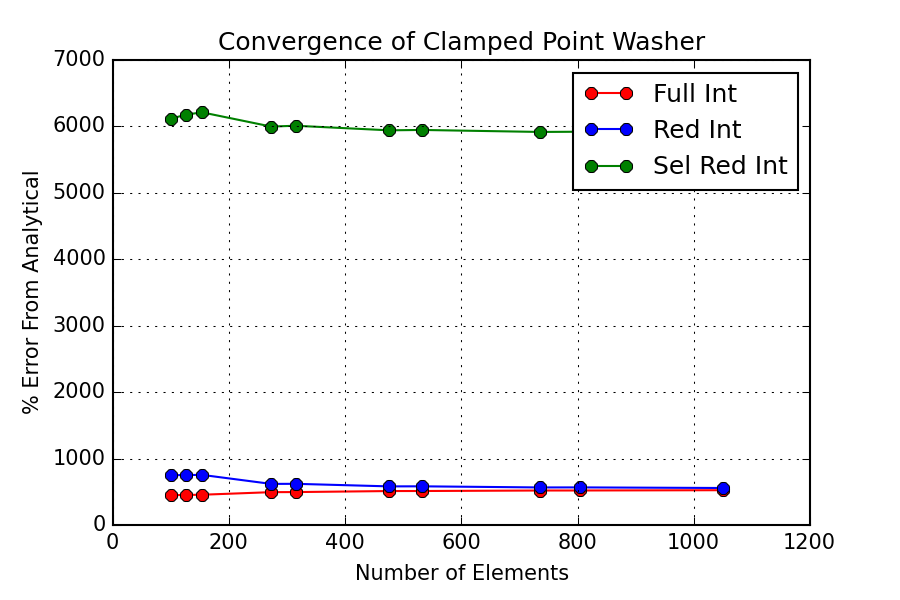 Convergence of Clamped Point Washer
7000
6000
5000
4000
3000
2000
1000
0
% Error From Analytical
Full Int
Red Int
Sel Red Int
0 200 400 600 800 1000 1200
Number of Elements